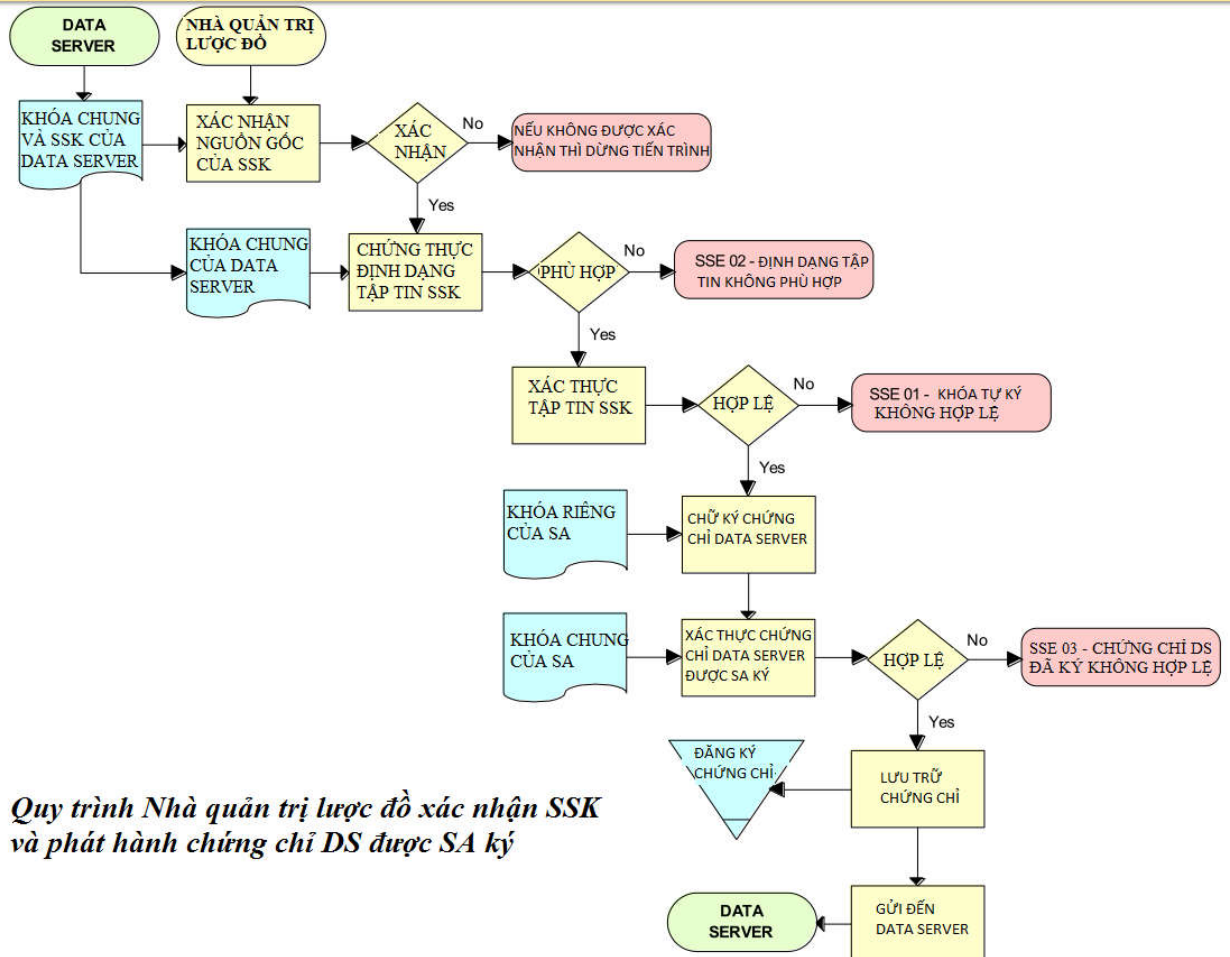 DATA
SERVER
NHÀ QUẢN TRỊ
LƯỢC ĐỒ
KHÓA CHUNG
VÀ SSK CỦA
DATA SERVER
XÁC NHẬN
NGUỒN GỐC
CỦA SSK
XÁC
NHẬN
No
NẾU KHÔNG ĐƯỢC XÁC
NHẬN THÌ DỪNG TIẾN TRÌNH
Yes
KHÓA CHUNG
CỦA DATA
SERVER
CHỨNG THỰC
ĐỊNH DẠNG
TẬP TIN SSK
PHÙ HỢP
No
SSE 02 - ĐỊNH DẠNG TẬP
TIN KHÔNG PHÙ HỢP
Yes
XÁC THỰC
TẬP TIN SSK
HỢP LỆ
No
SSE 01 - KHÓA TỰ KÝ
KHÔNG HỢP LỆ
Yes
KHÓA RIÊNG
CỦA SA
CHỮ KÝ CHỨNG
CHỈ DATA SERVER
KHÓA CHUNG
CỦA SA
XÁC THỰC CHỨNG
CHỈ DATA SERVER
ĐƯỢC SA KÝ
HỢP LỆ
No
SSE 03 - CHỨNG CHỈ DS
ĐÃ KÝ KHÔNG HỢP LỆ
Yes
ĐĂNG KÝ
CHỨNG CHỈ
LƯU TRỮ
CHỨNG CHỈ
Quy trình Nhà quản trị lược đồ xác nhận SSK
và phát hành chứng chỉ DS được SA ký
DATA
SERVER
GỬI ĐẾN
DATA SERVER